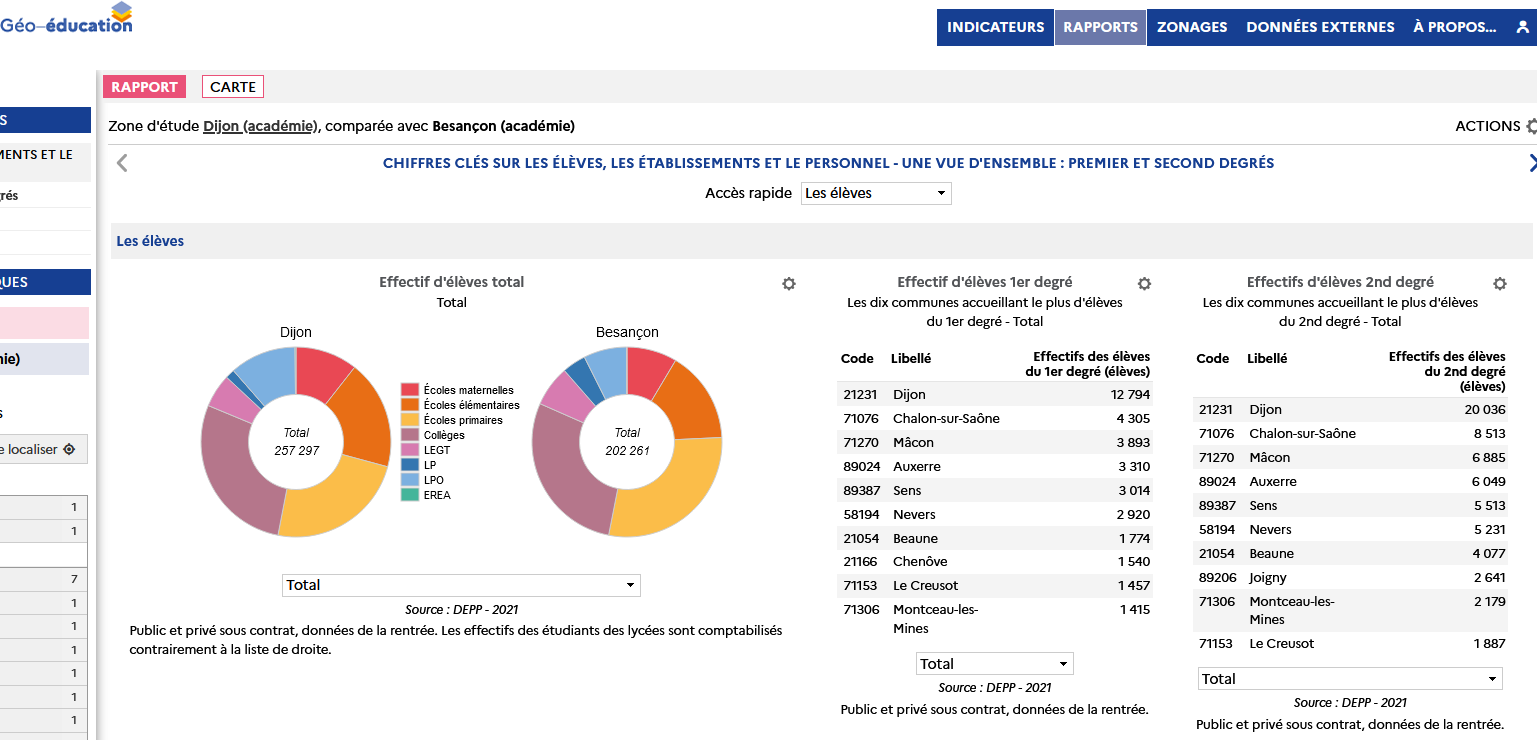 Géo–éducation
INDICATEURS RAPPORTS ZONAGES DONNÉES EXTERNES À PROPOS...
RAPPORT CARTE
S
MENTS ET LE
rés
QUES
nie)
s
e localiser
1
1
7
1
1
1
1
1
1
Zone d'étude Dijon (académie), comparée avec Besançon (académie)
ACTIONS
CHIFFRES CLÉS SUR LES ÉLÈVES, LES ÉTABLISSEMENTS ET LE PERSONNEL - UNE VUE D'ENSEMBLE : PREMIER ET SECOND DEGRÉS
Accès rapide Les élèves
Les élèves
Effectif d'élèves total
Total
Dijon
Besançon
Total
257 297
Écoles maternelles
Écoles élémentaires
Écoles primaires
Collèges
LEGT
LP
LPO
EREA
Total
202 261
Total
Source : DEPP - 2021
Public et privé sous contrat, données de la rentrée. Les effectifs des étudiants des lycées sont comptabilisés
contrairement à la liste de droite.
Effectif d'élèves 1er degré
Les dix communes accueillant le plus d'élèves
du 1er degré - Total
Code Libellé Effectifs des élèves
du 1er degré (élèves)
21231 Dijon 12 794
71076 Chalon-sur-Saône 4 305
71270 Mâcon 3 893
89024 Auxerre 3 310
89387 Sens 3 014
58194 Nevers 2 920
21054 Beaune 1 774
21166 Chenôve 1 540
71153 Le Creusot 1 457
71306 Montceau-les- 1 415
Mines
Total
Source : DEPP - 2021
Public et privé sous contrat, données de la rentrée.
Effectifs d'élèves 2nd degré
Les dix communes accueillant le plus d'élèves
du 2nd degré - Total
Code Libellé Effectifs des élèves
du 2nd degré
(élèves)
21231 Dijon 20 036
71076 Chalon-sur-Saône 8 513
71270 Mâcon 6 885
89024 Auxerre 6 049
89387 Sens 5 513
58194 Nevers 5 231
21054 Beaune 4 077
89206 Joigny 2 641
71306 Montceau-les- 2 179
Mines
71153 Le Creusot 1 887
Total
Source : DEPP - 2021
Public et privé sous contrat, données de la rentrée.